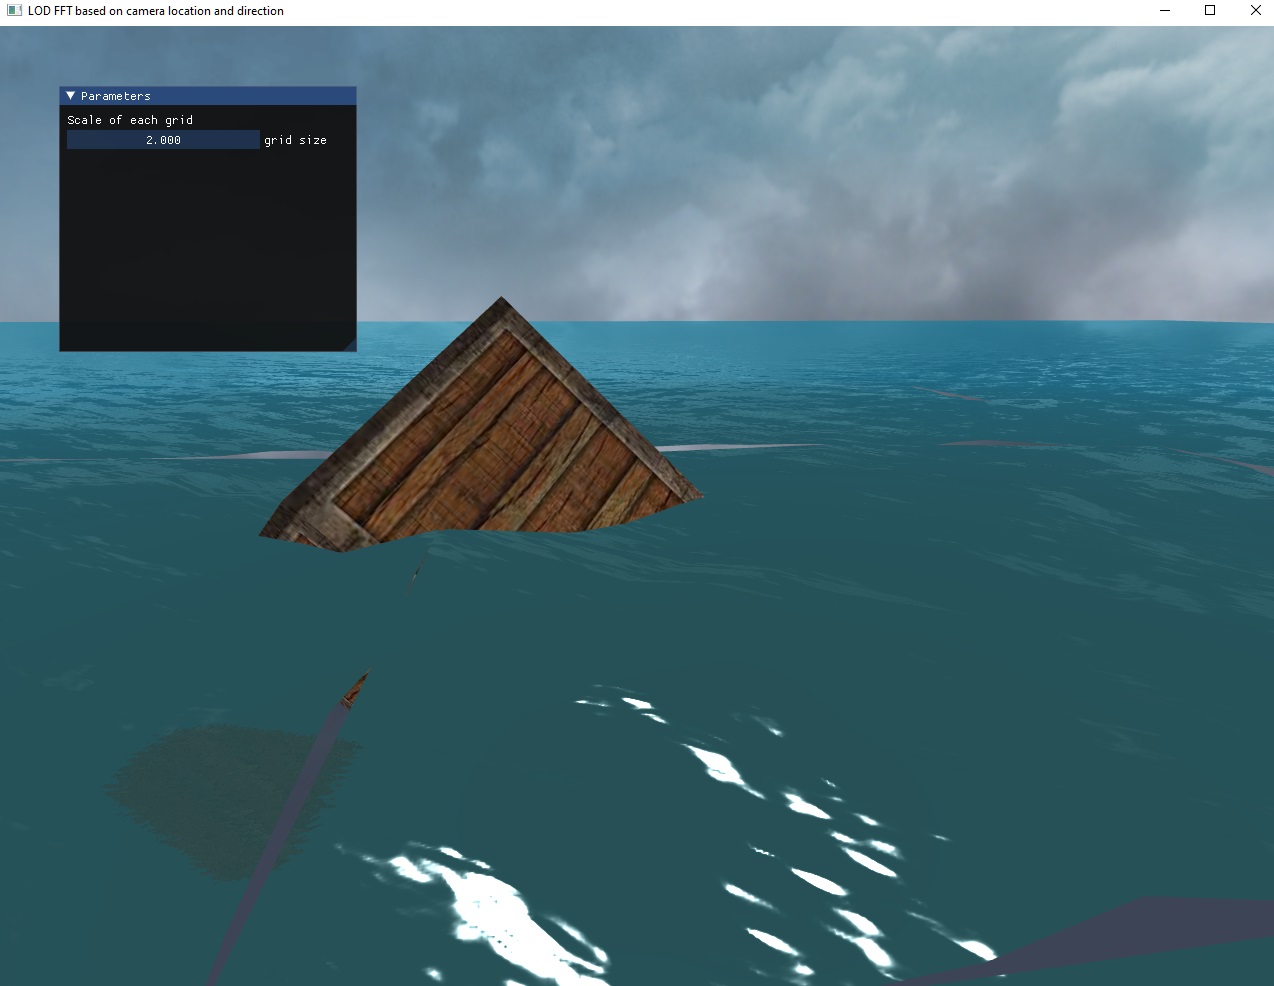 LOD FFT based on camera location and direction
Parameters
Scale of each grid
2.000 grid size